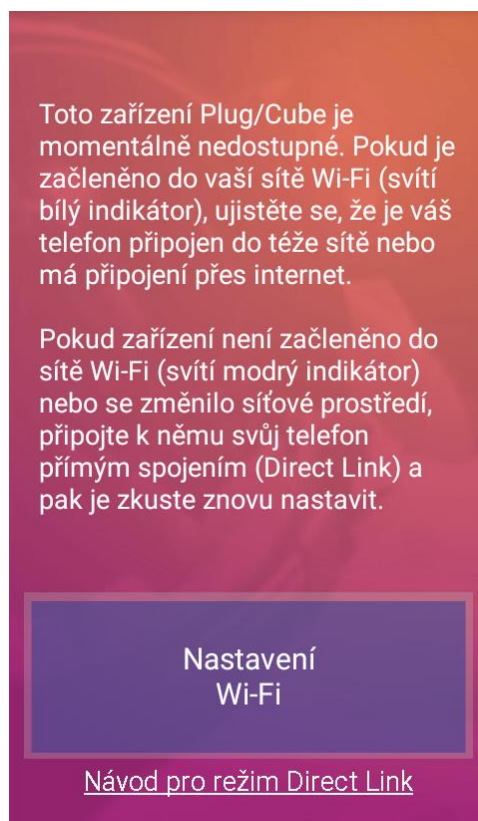 Toto zařízení Plug/Cube je
momentálně nedostupné. Pokud je
začleněno do vaší sítě Wi-Fi (svítí
bílý indikátor), ujistěte se, že je váš
telefon připojen do téže sítě nebo
má připojení přes internet.
Pokud zařízení není začleněno do
sítě Wi-Fi (svítí modrý indikátor)
nebo se změnilo síťové prostředí,
připojte k němu svůj telefon
přímým spojením (Direct Link) a
pak je zkuste znovu nastavit.
Nastavení
Wi-Fi
Návod pro režim Direct Link